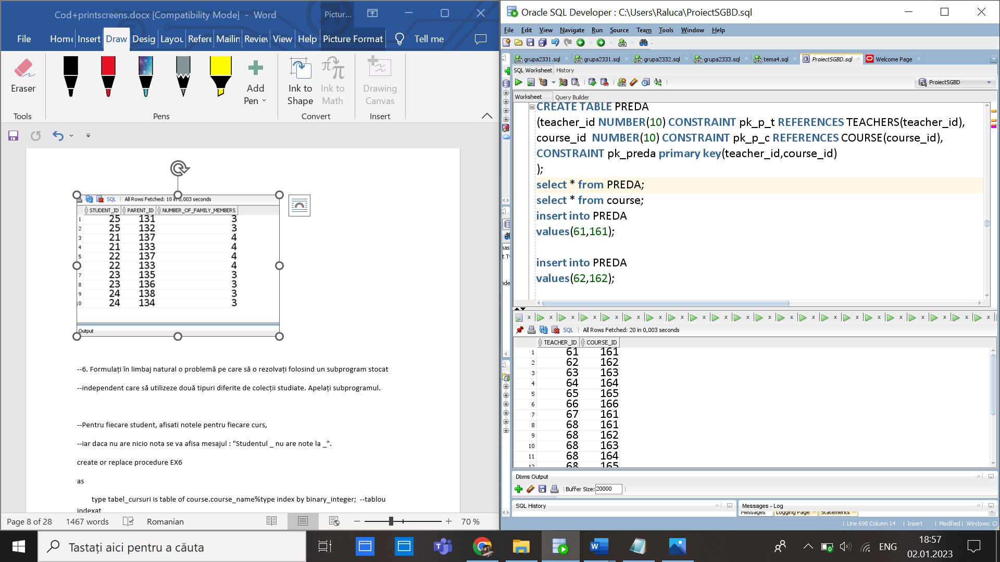 Cod+printscreens.docx [Compatibility Mode] - Word
Pictur...
File Home Insert Draw Desig Layou Refere Mailin Review View Help Picture Format Tell me
Eraser
Add Pen
Ink to Shape
Ink to Math
Drawing Canvas
Tools
Pens
Convert
Insert
SQL | All Rows Fetched: 10 in 0,003 seconds
STUDENT_ID PARENT_ID NUMBER_OF_FAMILY_MEMBERS
1 25 131 3
2 25 132 3
3 21 137 4
4 21 133 4
5 22 137 4
22 133 4
7 23 135 3
8 23 136 3
9 24 138 3
10 24 134 3
Output
--6. Formulați în limbaj natural o problemă pe care să o rezolvați folosind un subprogram stocat
--independent care să utilizeze două tipuri diferite de colecții studiate. Apelați subprogramul.
--Pentru fiecare student, afisati notele pentru fiecare curs,
--iar daca nu are nicio nota se va afisa mesajul : "Studentul _ nu are note la _".
create or replace procedure EX6
as
type tabel_cursuri is table of course.course_name%type index by binary_integer; --tablou
indexat
Page 8 of 28 1467 words Romanian 70 %
Oracle SQL Developer : C:\Users\Raluca\ProiectSGBD.sql
File Edit View Navigate Run Source Team Tools Window Help
grupa2331.sql grupa2331.sql grupa2332.sql grupa2333.sql tema4.sql ProiectSGBD.sql Welcome Page
SQL Worksheet History
ProiectSGBD
Worksheet Query Builder
CREATE TABLE PREDA
(teacher_id NUMBER(10) CONSTRAINT pk_p_t REFERENCES TEACHERS(teacher_id),
course_id NUMBER(10) CONSTRAINT pk_p_c REFERENCES COURSE(course_id),
CONSTRAINT pk_preda primary key(teacher_id,course_id)
);
select * from PREDA;
select * from course;
insert into PREDA
values(61,161);
insert into PREDA
values(62,162);
SQL | All Rows Fetched: 20 in 0,003 seconds
TEACHER_ID COURSE_ID
1 61 161
2 62 162
3 63 163
4 64 164
5 65 165
6 66 166
7 67 161
8 68 161
9 68 162
10 68 163
11 68 164
12 68 165
Dbms Output
Buffer Size: 20000
SQL History
Messages - Log
Messages Logging Page Statements
Line 698 Column 14 | Insert | Modified | Windows: Cl
Tastați aici pentru a căuta
ENG
18:57
02.01.2023